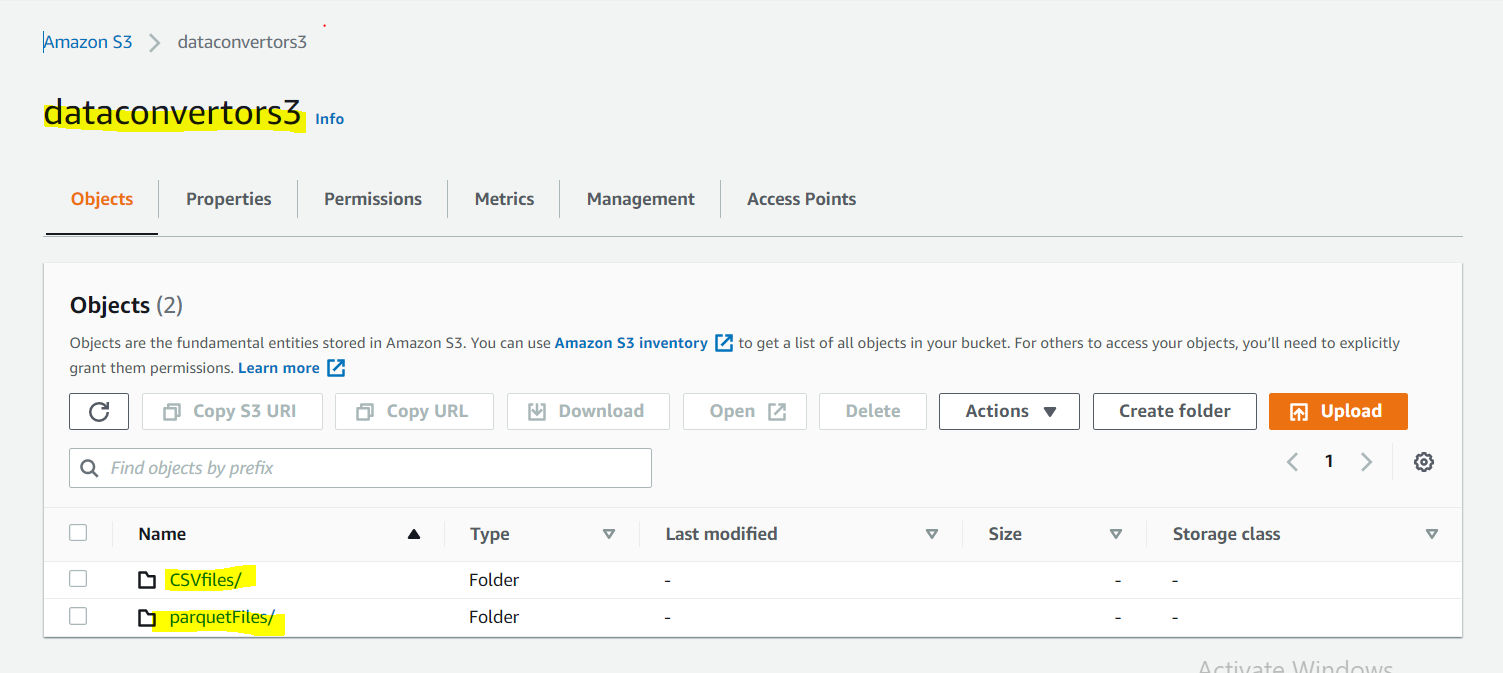 Amazon S3 dataconvertors3
dataconvertors3 Info
Objects Properties Permissions Metrics Management Access Points
Objects (2)
Objects are the fundamental entities stored in Amazon S3. You can use Amazon S3 inventory to get a list of all objects in your bucket. For others to access your objects, you'll need to explicitly
grant them permissions. Learn more
Copy S3 URI Copy URL Download Open Delete Actions Create folder Upload
Find objects by prefix 1
Name Type Last modified Size Storage class
CSVfiles/ Folder - - -
parquetFiles/ Folder - - -
Activate Windows